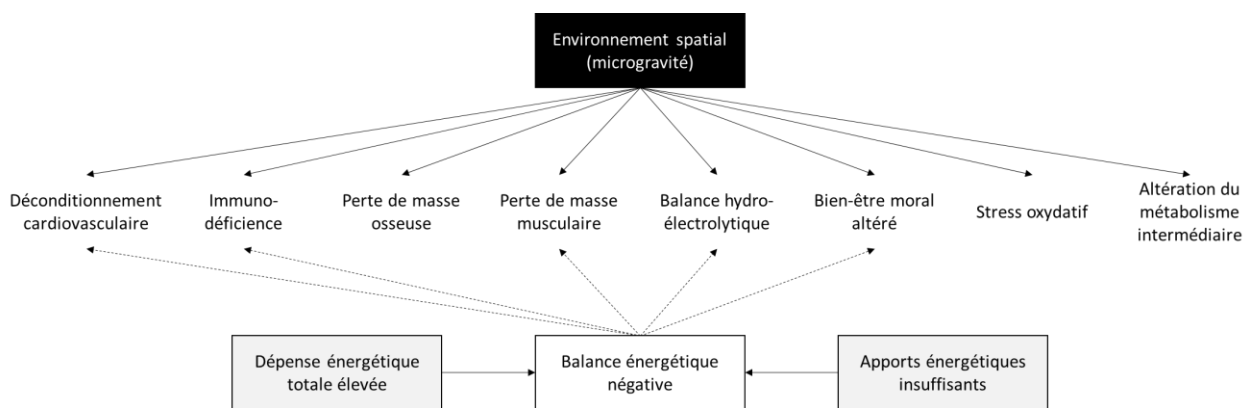 Environnement spatial
(microgravité)
Déconditionnement
cardiovasculaire
Immuno-
déficience
Perte de masse
osseuse
Perte de masse
musculaire
Balance hydro-
électrolytique
Bien-être moral
altéré
Stress oxydatif
Altération du
métabolisme
intermédiaire
Dépense énergétique
totale élevée
Balance énergétique
négative
Apports énergétiques
insuffisants